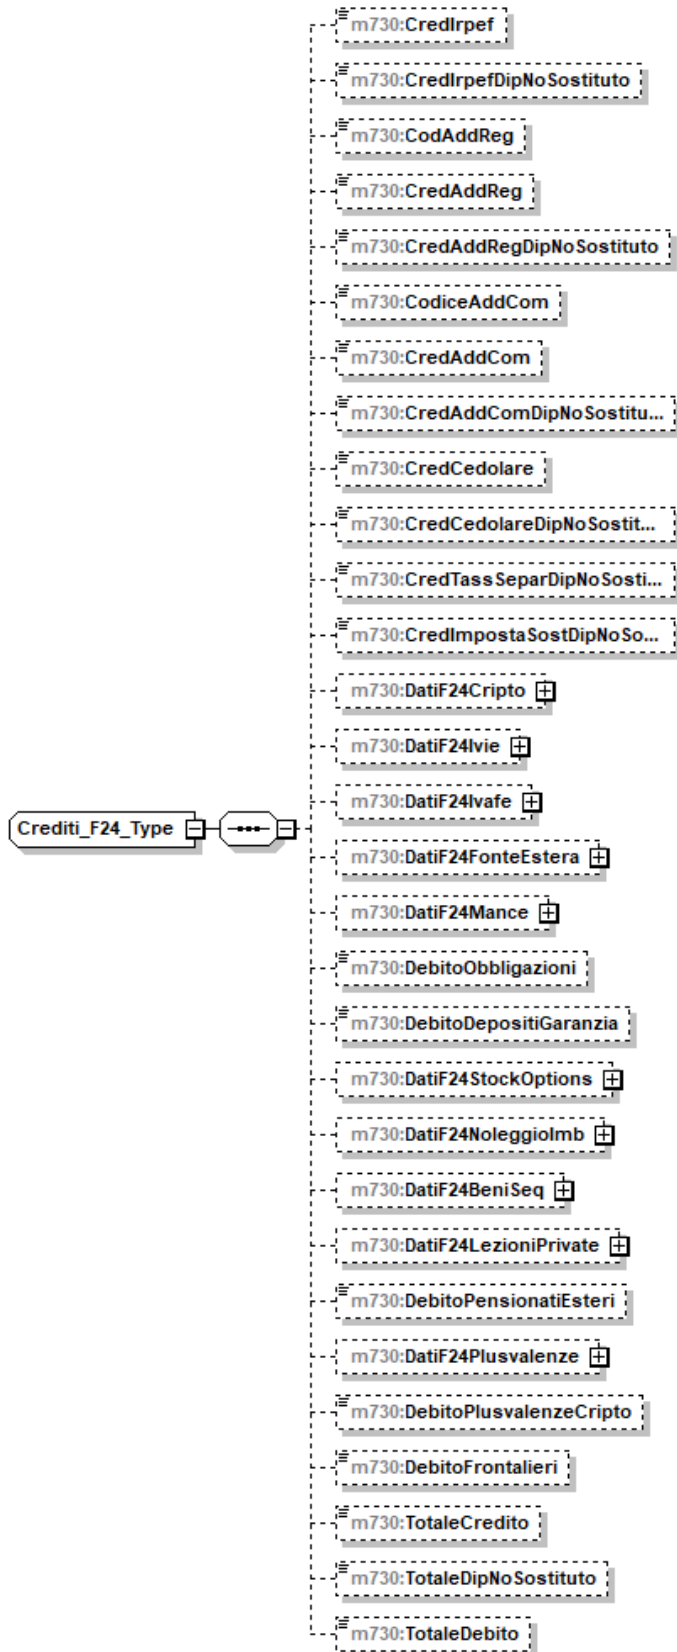 m730:CredIrpef
m730:CredIrpefDipNoSostituto
m730:CodAddReg
m730:CredAddReg
m730:CredAddRegDipNoSostituto
m730:CodiceAddCom
m730:CredAddCom
m730:CredAddComDipNoSostitu...
m730:CredCedolare
m730:CredCedolareDipNoSostit...
m730:CredTassSeparDipNoSosti...
m730:CredImpostaSostDipNoSo...
m730:DatiF24Cripto
m730:DatiF24Ivie
m730:DatiF24Ivafe
Crediti_F24_Type
m730:DatiF24FonteEstera
m730:DatiF24Mance
m730:DebitoObbligazioni
m730:DebitoDepositiGaranzia
m730:DatiF24StockOptions
m730:DatiF24NoleggioImb
m730:DatiF24BeniSeq
m730:DatiF24LezioniPrivate
m730:DebitoPensionatiEsteri
m730:DatiF24Plusvalenze
m730:DebitoPlusvalenzeCripto
m730:DebitoFrontalieri
m730:TotaleCredito
m730:TotaleDipNoSostituto
m730:TotaleDebito